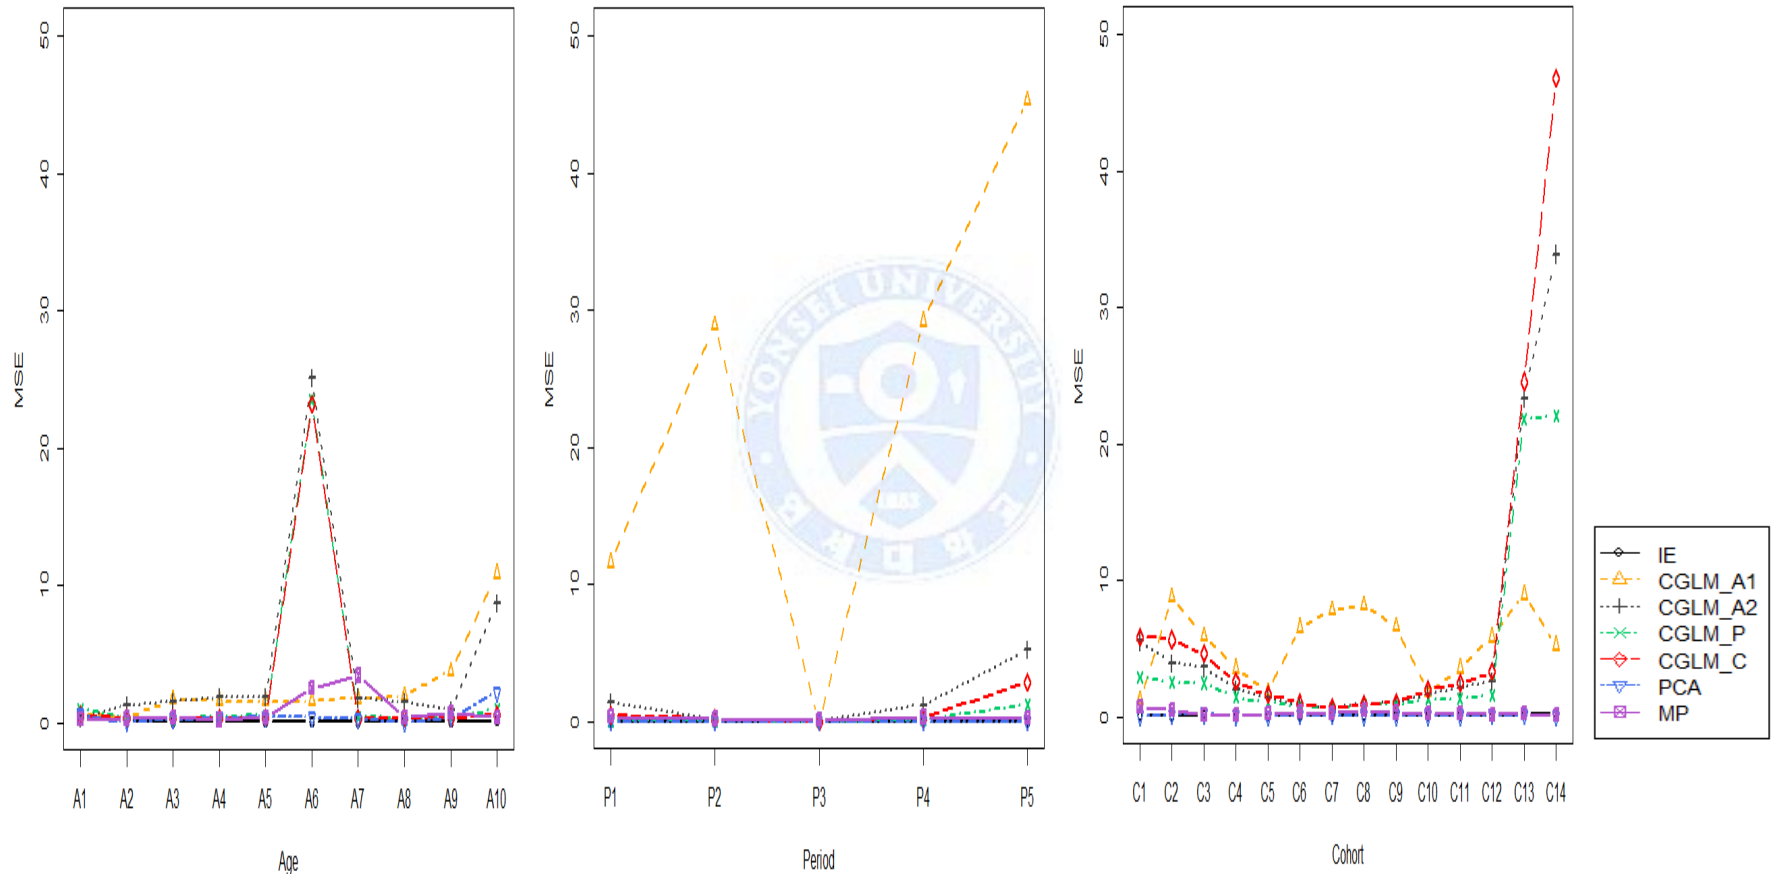 MSE
50
40
30
20
10
0
A1 A2 A3 A4 A5 A6 A7 A8 A9 A10
Age
MSE
50
40
30
20
10
0
P1 P2 P3 P4 P5
Period
MSE
50
40
30
20
10
0
C1 C2 C3 C4 C5 C6 C7 C8 C9 C10 C11 C12 C13 C14
Cohort
IE
CGLM_A1
CGLM_A2
CGLM_P
CGLM_C
PCA
MP
YONSEI UNIVERSITY